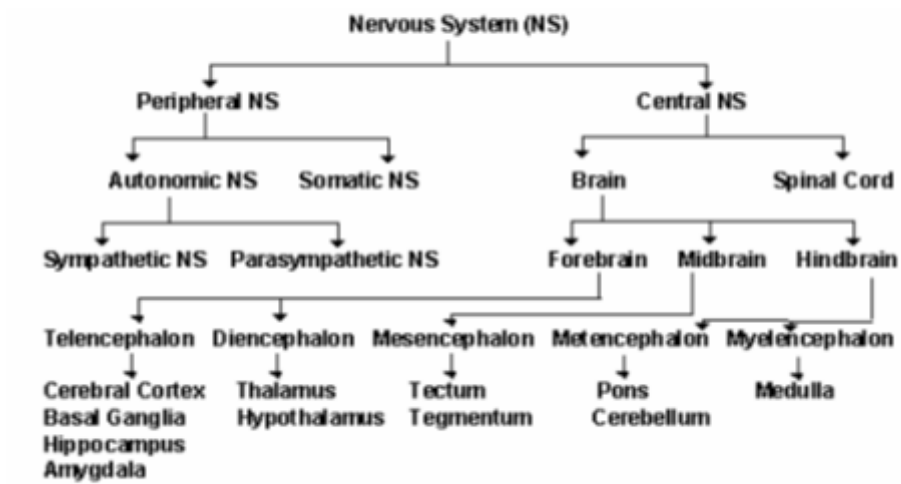 Nervous System (NS)
Peripheral NS Central NS
Autonomic NS Somatic NS Brain Spinal Cord
Sympathetic NS Parasympathetic NS Forebrain Midbrain Hindbrain
Telencephalon Diencephalon Mesencephalon Metencephalon Myelencephalon
Cerebral Cortex Thalamus Tectum Pons Medulla
Basal Ganglia Hypothalamus Tegmentum Cerebellum
Hippocampus
Amygdala